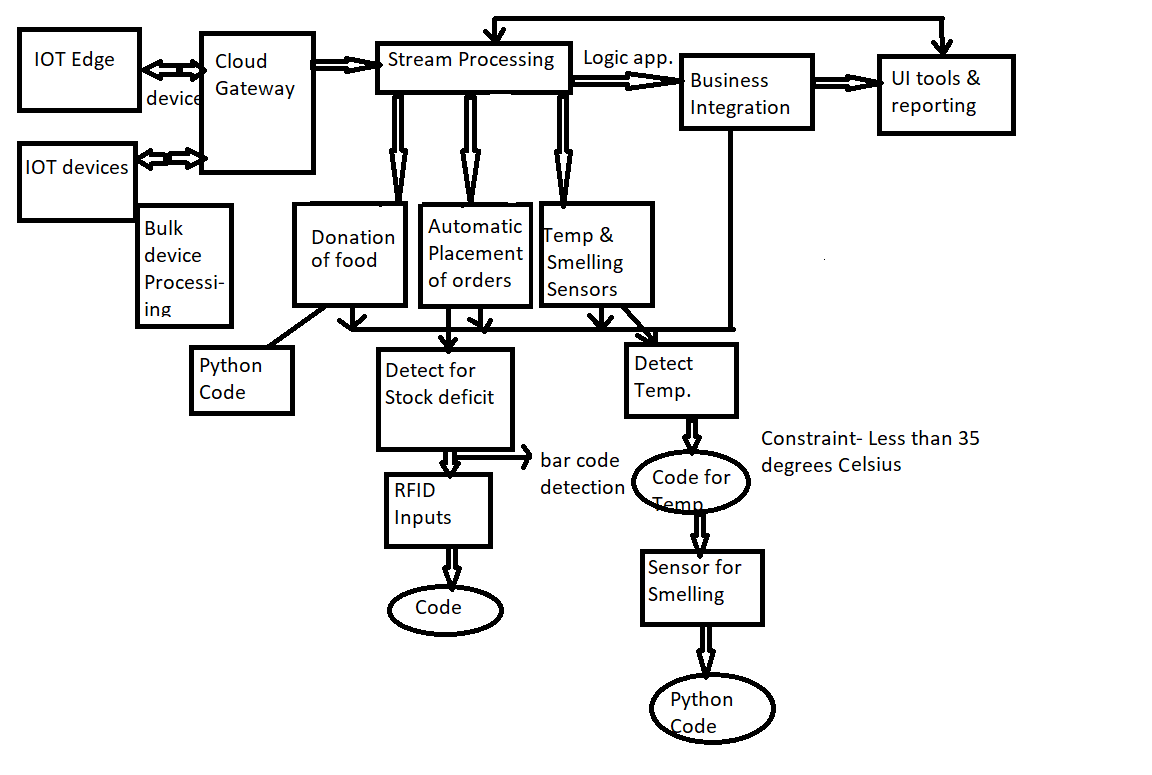 IOT Edge
device
IOT devices
Bulk
device
Processi-
ing
Cloud
Gateway
Stream Processing
Logic app.
Business
Integration
UI tools &
reporting
Donation
of food
Automatic
Placement
of orders
Temp &
Smelling
Sensors
Python
Code
Detect for
Stock deficit
bar code
detection
RFID
Inputs
Code
Detect
Temp.
Constraint- Less than 35
degrees Celsius
Code for
Temp
Sensor for
Smelling
Python
Code